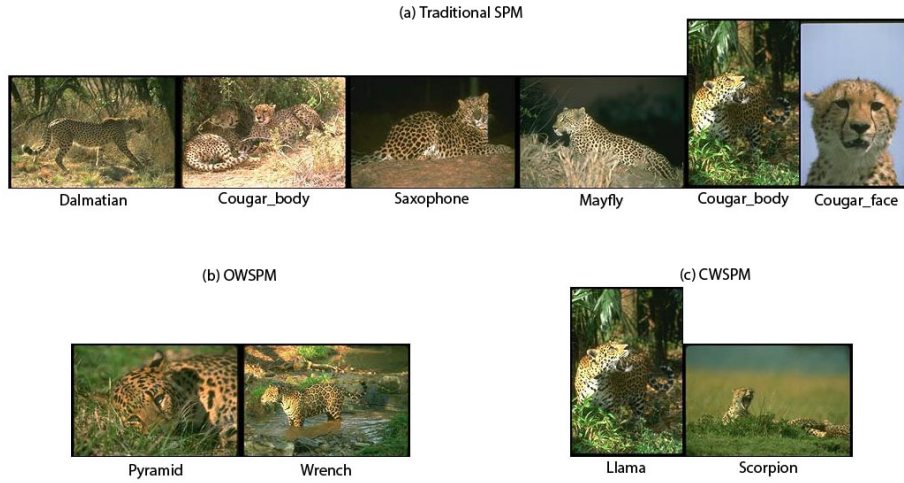 (a) Traditional SPM
Dalmatian Cougar_body Saxophone Mayfly Cougar_body Cougar_face
(b) OWSPM
(c) CWSPM
Pyramid Wrench
Llama Scorpion